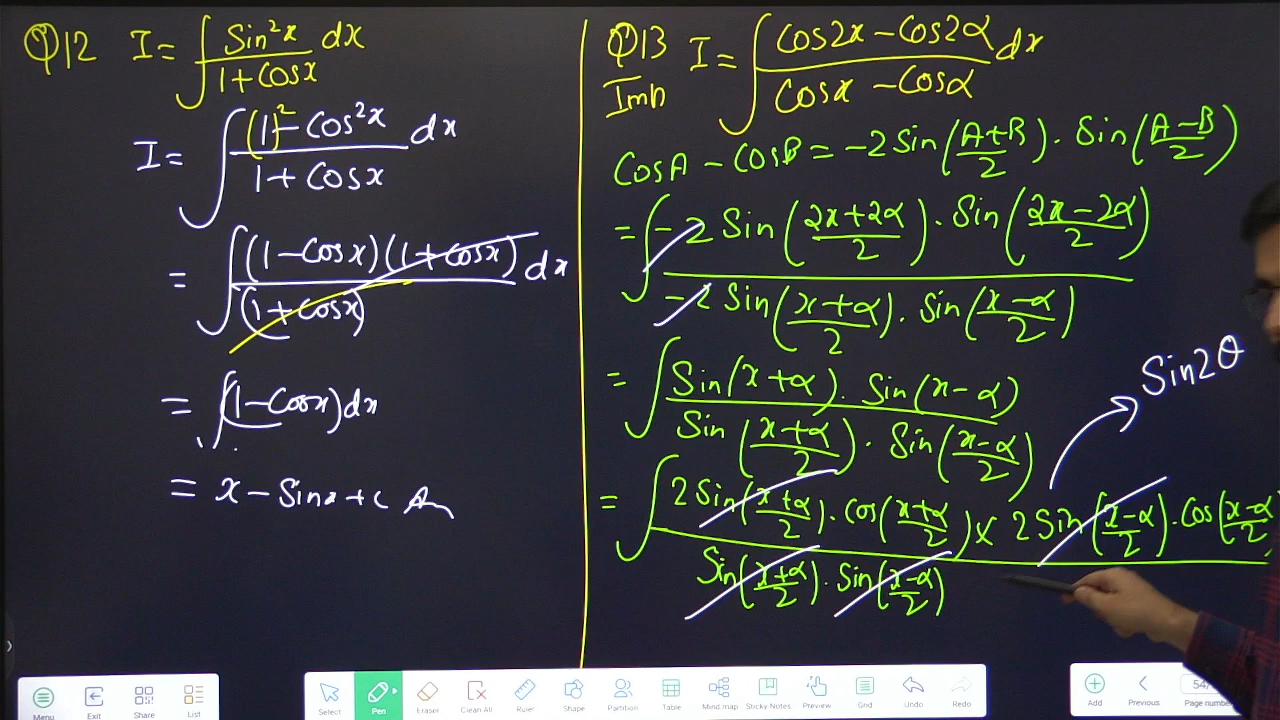 Q12 I = ∫ Sin²x / 1 + Cosx dx
I = ∫ (1)² - Cos²x / 1 + Cosx dx
= ∫ (1-Cosx)(1+Cosx) / (1+Cosx) dx
= ∫ (1-Cosx)dx
= x - Sinx + c
Q13 I = ∫ Cos2x - Cos2α / Cosx - Cosα dx
Imp
CosA - CosB = -2 Sin(A+B / 2) · Sin(A-B / 2)
= ∫ -2 Sin(2x+2α / 2) · Sin(2x-2α / 2) / -2 Sin(x+α / 2) · Sin(x-α / 2)
= ∫ Sin(x+α) · Sin(x-α) / Sin(x+α / 2) · Sin(x-α / 2)
Sin2θ
= ∫ 2 Sin(x+α / 2) · Cos(x+α / 2) × 2 Sin(x-α / 2) · Cos(x-α / 2 / Sin(x+α / 2) · Sin(x-α / 2)
Menu Exit Share List Select Pen Eraser Clean All Ruler Shape Partition Table Mind map Sticky Notes Preview Grid Undo Redo Add Previous Page number
54/